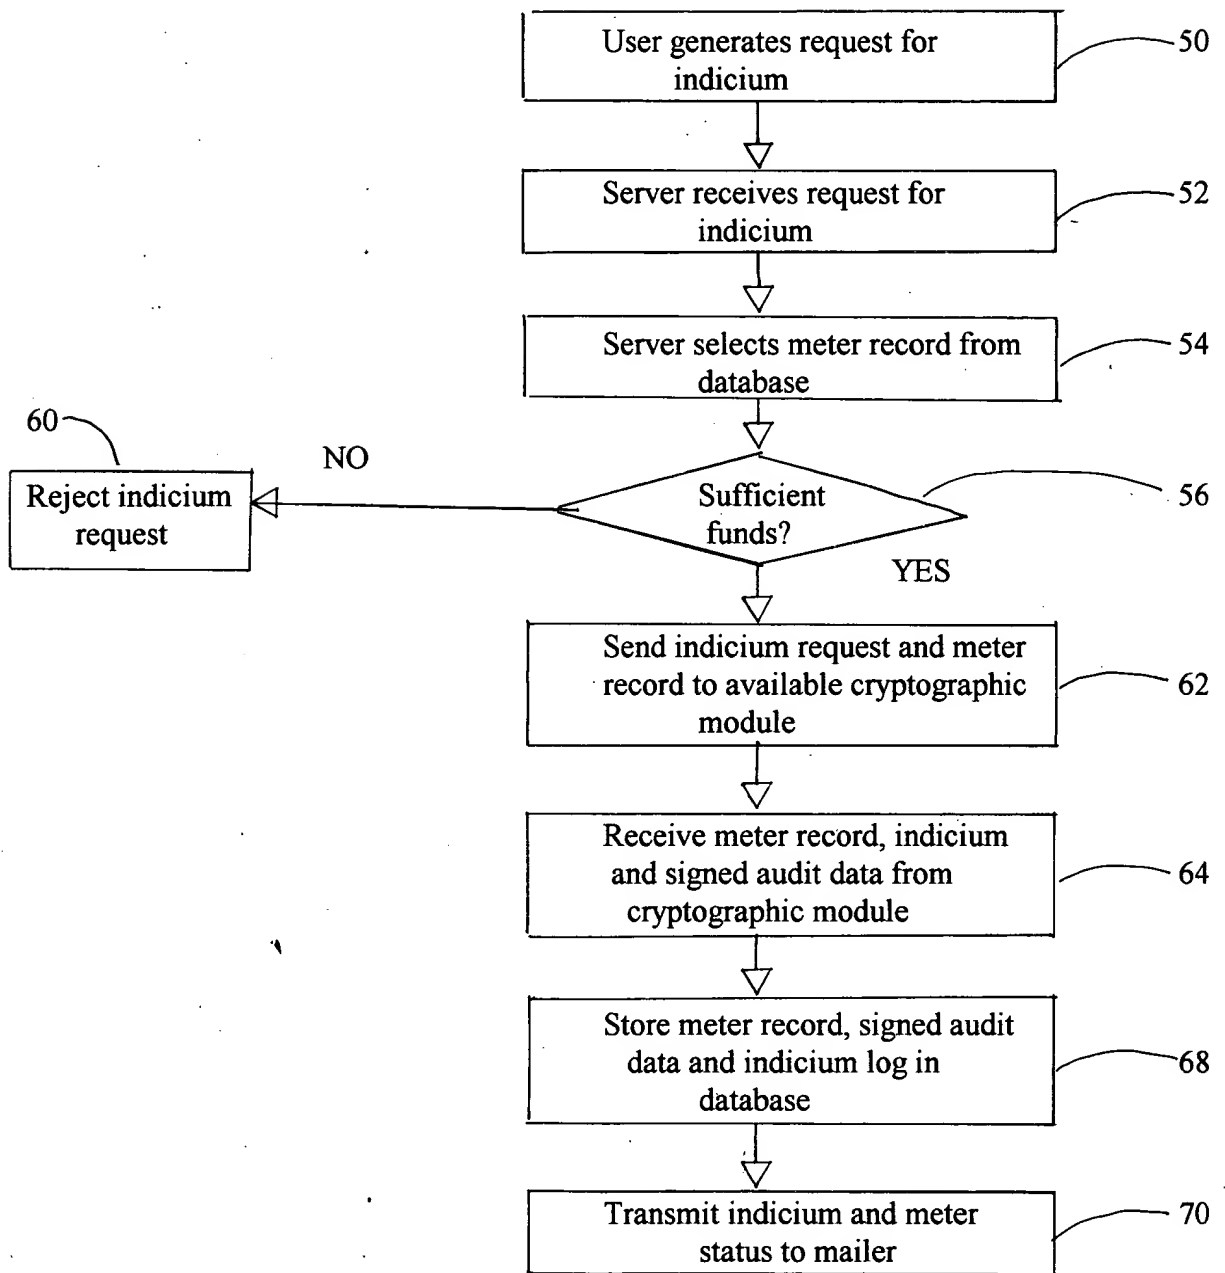 User generates request for
indicium
50
Server receives request for
indicium
52
Server selects meter record from
database
54
60
NO
Reject indicium
request
Sufficient
funds?
56
YES
Send indicium request and meter
record to available cryptographic
module
62
Receive meter record, indicium
and signed audit data from
cryptographic module
64
Store meter record, signed audit
data and indicium log in
database
68
Transmit indicium and meter
status to mailer
70